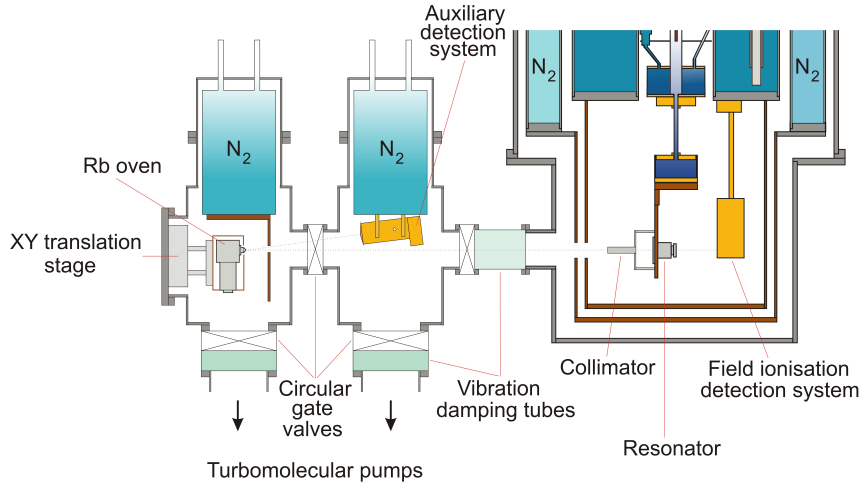 Auxiliary
detection
system
N2
N2
N2
N2
Rb oven
XY translation
stage
Circular
gate
valves
Vibration
damping tubes
Collimator
Field ionisation
detection system
Resonator
Turbomolecular pumps